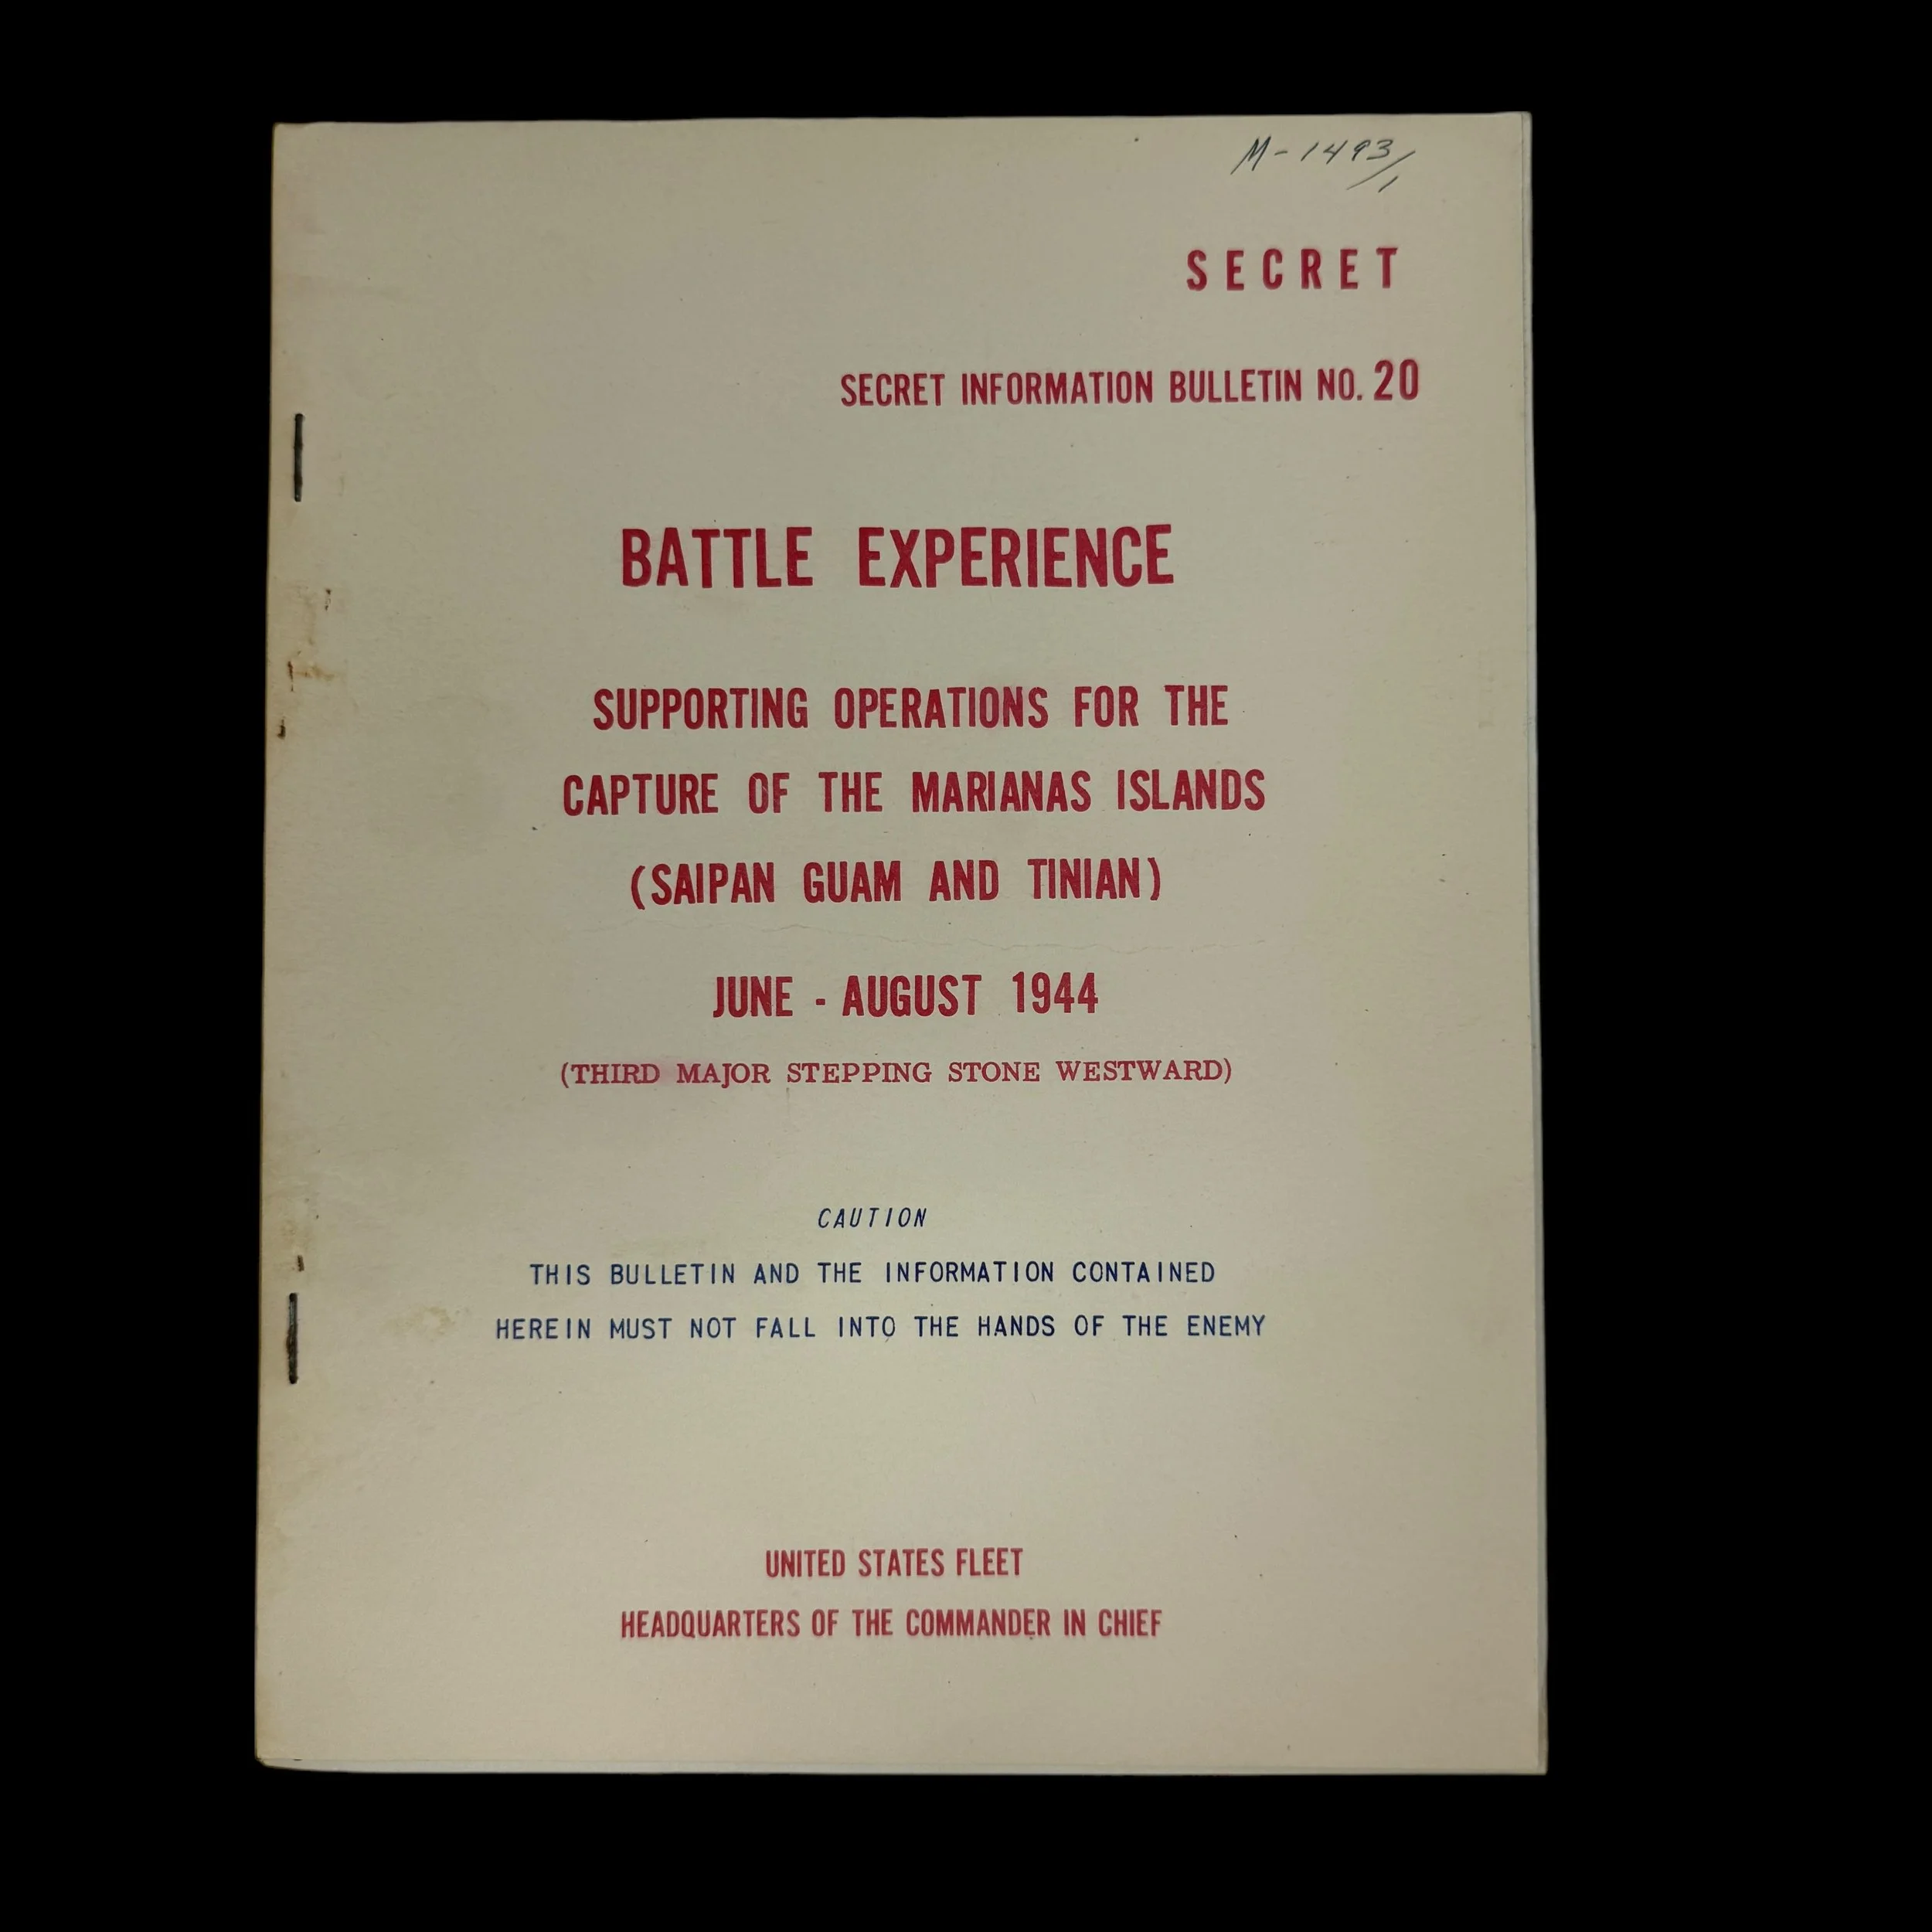 M-1493/1
SECRET
SECRET INFORMATION BULLETIN NO. 20
BATTLE EXPERIENCE
SUPPORTING OPERATIONS FOR THE
CAPTURE OF THE MARIANAS ISLANDS
(SAIPAN GUAM AND TINIAN)
JUNE - AUGUST 1944
(THIRD MAJOR STEPPING STONE WESTWARD)
CAUTION
THIS BULLETIN AND THE INFORMATION CONTAINED
HEREIN MUST NOT FALL INTO THE HANDS OF THE ENEMY
UNITED STATES FLEET
HEADQUARTERS OF THE COMMANDER IN CHIEF